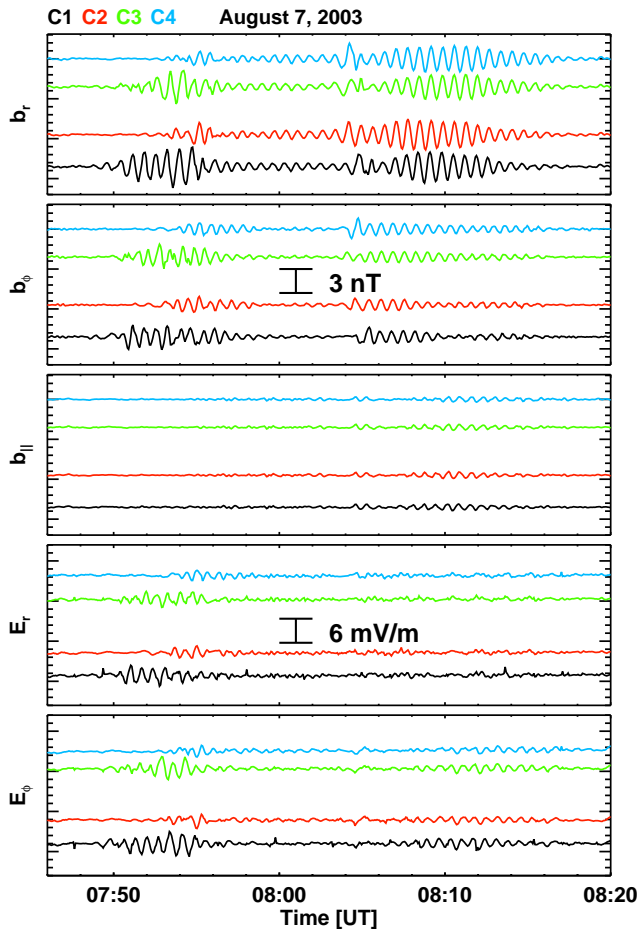 C1 C2 C3 C4 August 7, 2003
b_r
b_ϕ
3 nT
b_||
E_r
6 mV/m
E_ϕ
07:50 08:00 08:10 08:20
Time [UT]